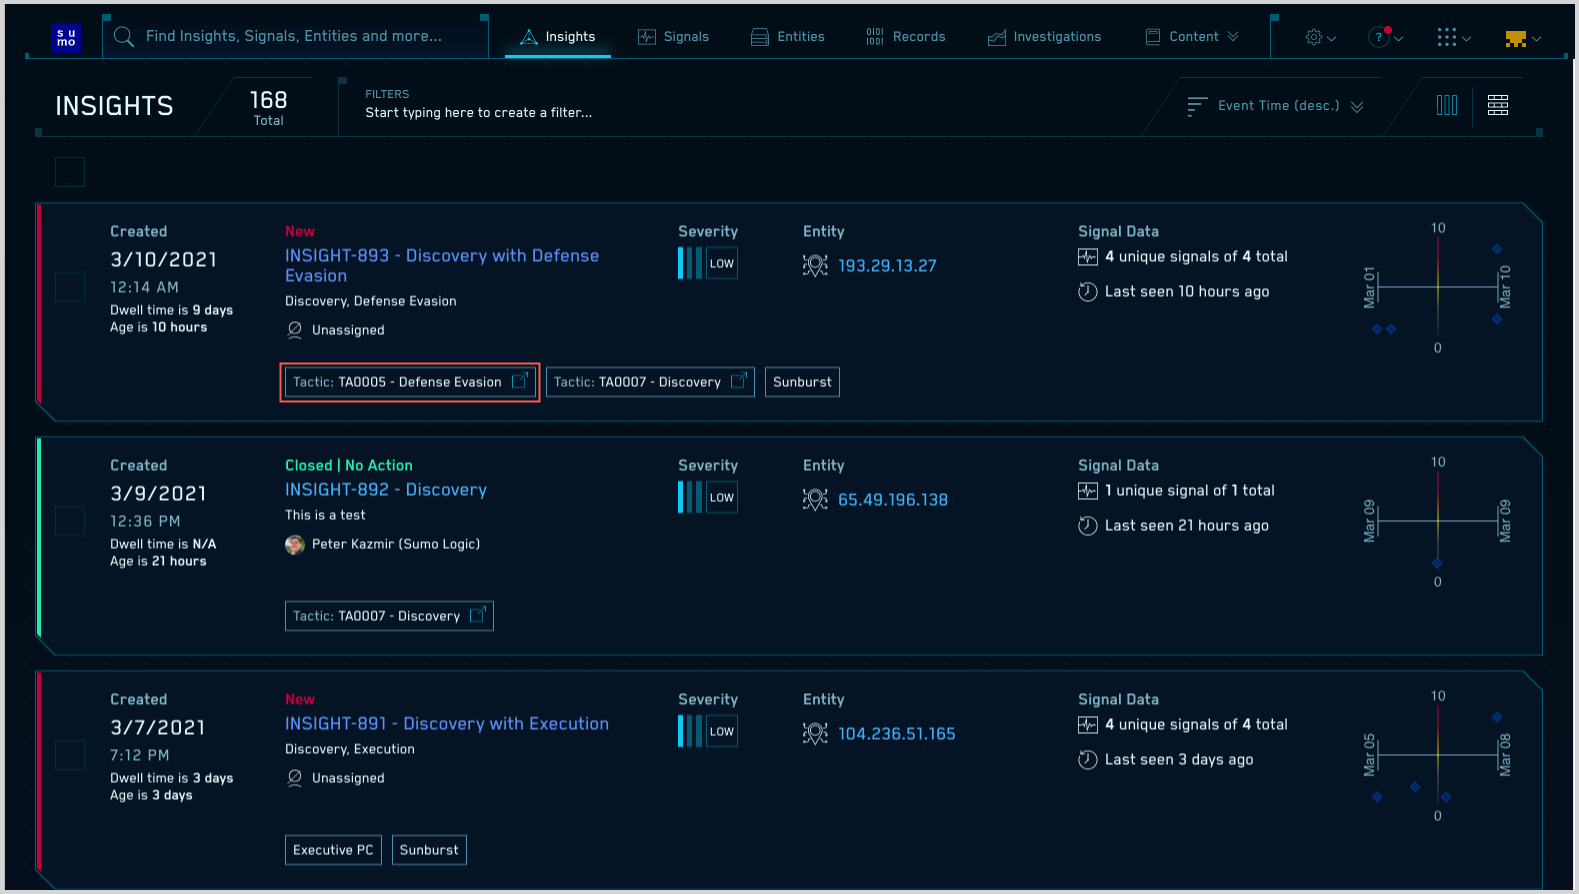 su
mo
Find Insights, Signals, Entities and more...
Insights
Signals
Entities
Records
Investigations
Content
?
INSIGHTS
168
Total
FILTERS
Start typing here to create a filter...
Event Time (desc.)
Created
3/10/2021
12:14 AM
Dwell time is 9 days
Age is 10 hours
New
INSIGHT-893 - Discovery with Defense
Evasion
Discovery, Defense Evasion
Unassigned
Tactic: TA0005 - Defense Evasion
Tactic: TA0007 - Discovery
Sunburst
Severity
LOW
Entity
193.29.13.27
Signal Data
4 unique signals of 4 total
Last seen 10 hours ago
10
Mar 01
Mar 10
0
Created
3/9/2021
12:36 PM
Dwell time is N/A
Age is 21 hours
Closed | No Action
INSIGHT-892 - Discovery
This is a test
Peter Kazmir (Sumo Logic)
Tactic: TA0007 - Discovery
Severity
LOW
Entity
65.49.196.138
Signal Data
1 unique signal of 1 total
Last seen 21 hours ago
10
Mar 09
Mar 09
0
Created
3/7/2021
7:12 PM
Dwell time is 3 days
Age is 3 days
New
INSIGHT-891 - Discovery with Execution
Discovery, Execution
Unassigned
Executive PC
Sunburst
Severity
LOW
Entity
104.236.51.165
Signal Data
4 unique signals of 4 total
Last seen 3 days ago
10
Mar 05
Mar 08
0